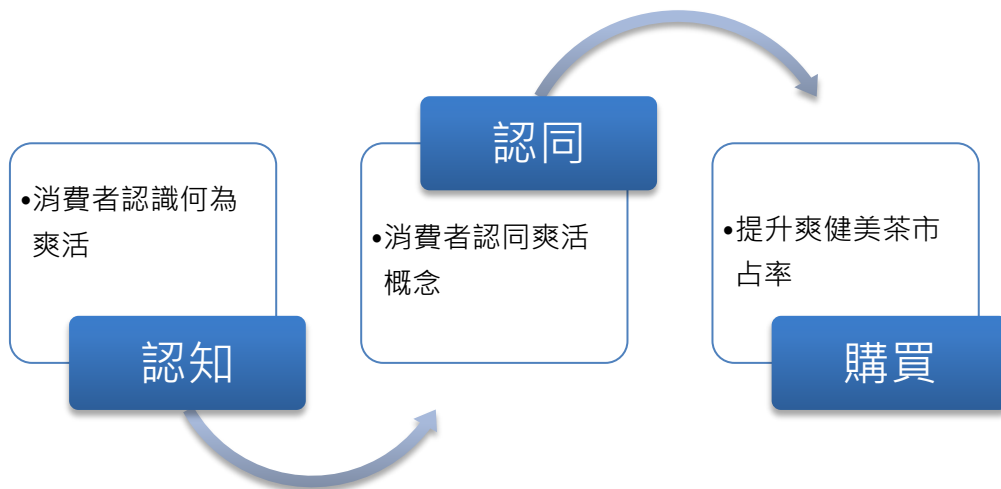 •消費者認識何為
爽活
認知
認同
•消費者認同爽活
概念
•提升爽健美茶市
占率
購買